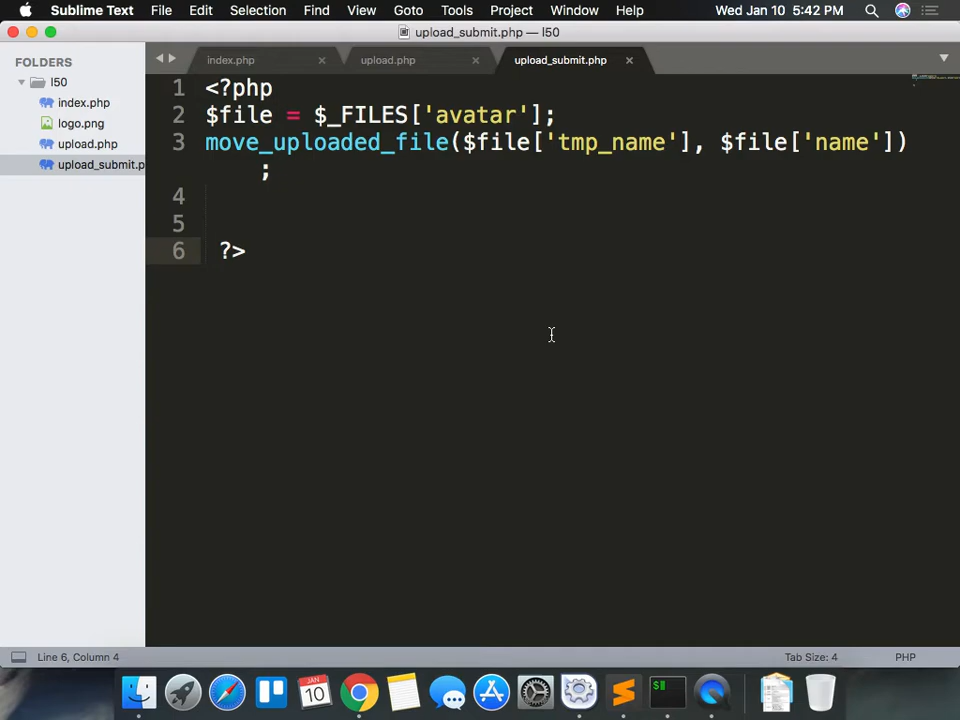 Sublime Text File Edit Selection Find View Goto Tools Project Window Help Wed Jan 10 5:42 PM
upload_submit.php — l50
FOLDERS
l50
index.php
logo.png
upload.php
upload_submit.p
index.php × upload.php × upload_submit.php ×
1 <?php
2 $file = $_FILES['avatar'];
3 move_uploaded_file($file['tmp_name'], $file['name'])
;
4
5
6 ?>
Line 6, Column 4 Tab Size: 4 PHP
JAN
10
$